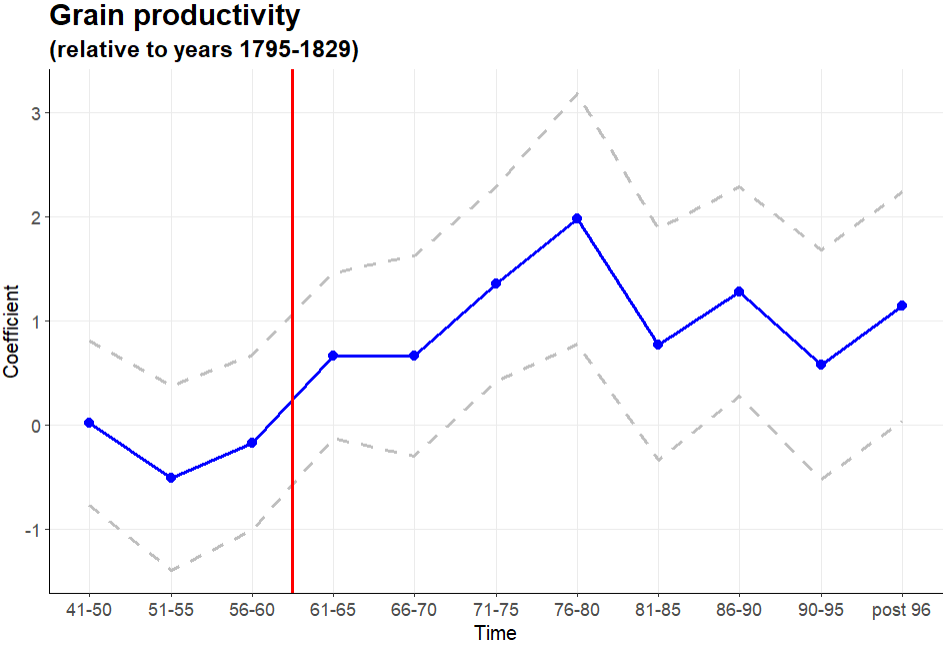 Grain productivity
(relative to years 1795-1829)
3
2
1
0
-1
Coefficient
41-50 51-55 56-60 61-65 66-70 71-75 76-80 81-85 86-90 90-95 post 96
Time